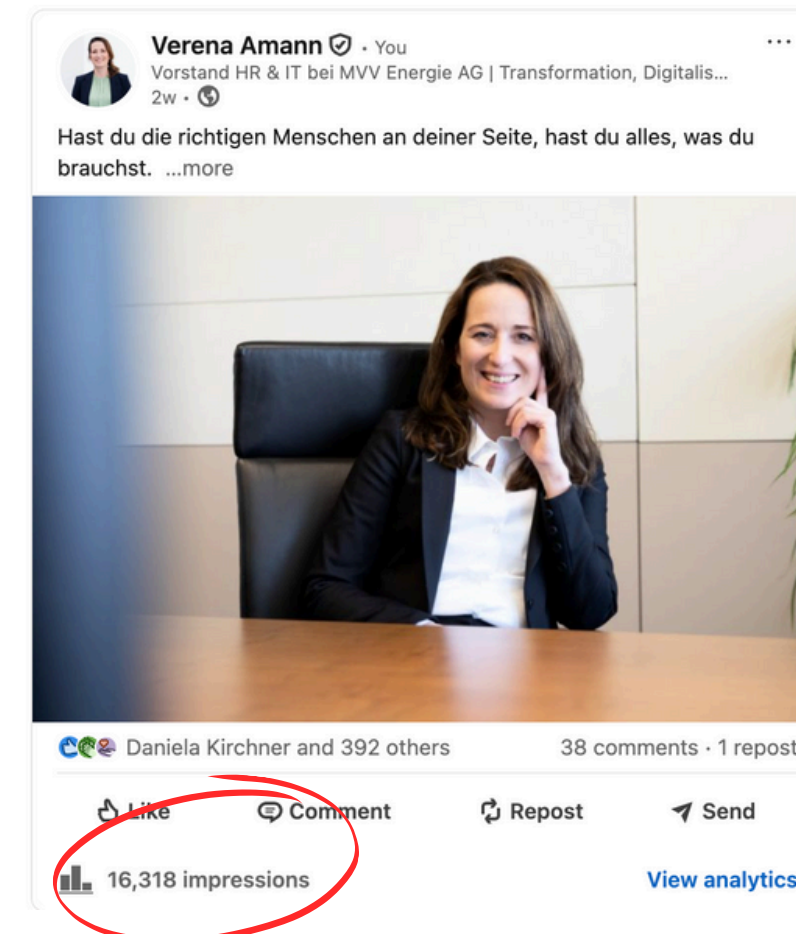 Verena Amann · You
Vorstand HR & IT bei MVV Energie AG | Transformation, Digitalis...
2w ·
Hast du die richtigen Menschen an deiner Seite, hast du alles, was du
brauchst. ...more
Daniela Kirchner and 392 others 38 comments · 1 repost
Like Comment Repost Send
16,318 impressions View analytics